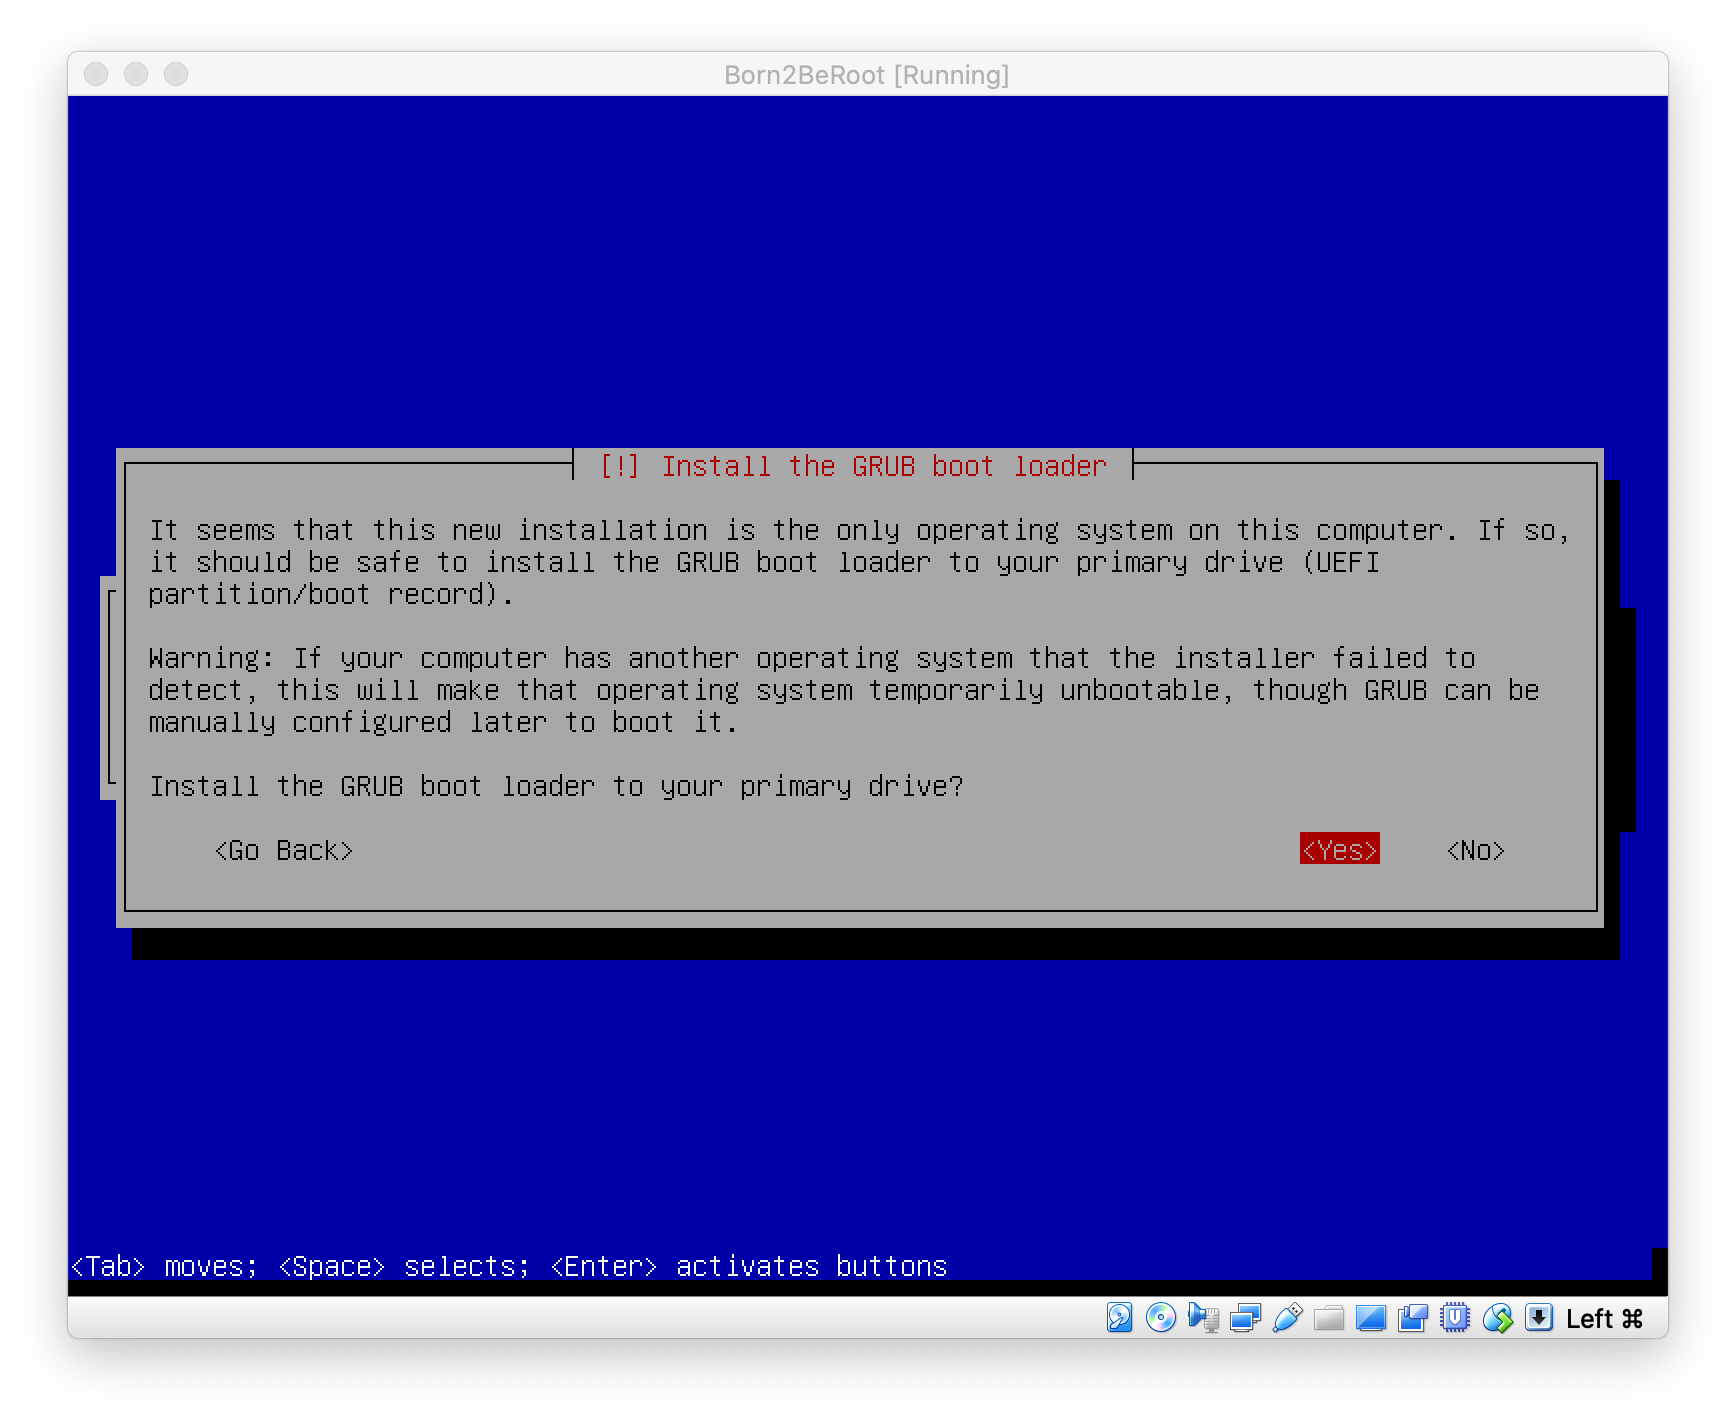 Born2BeRoot [Running]
[!] Install the GRUB boot loader
It seems that this new installation is the only operating system on this computer. If so,
it should be safe to install the GRUB boot loader to your primary drive (UEFI
partition/boot record).
Warning: If your computer has another operating system that the installer failed to
detect, this will make that operating system temporarily unbootable, though GRUB can be
manually configured later to boot it.
Install the GRUB boot loader to your primary drive?
<Go Back> <Yes> <No>
<Tab> moves; <Space> selects; <Enter> activates buttons
Left ⌘